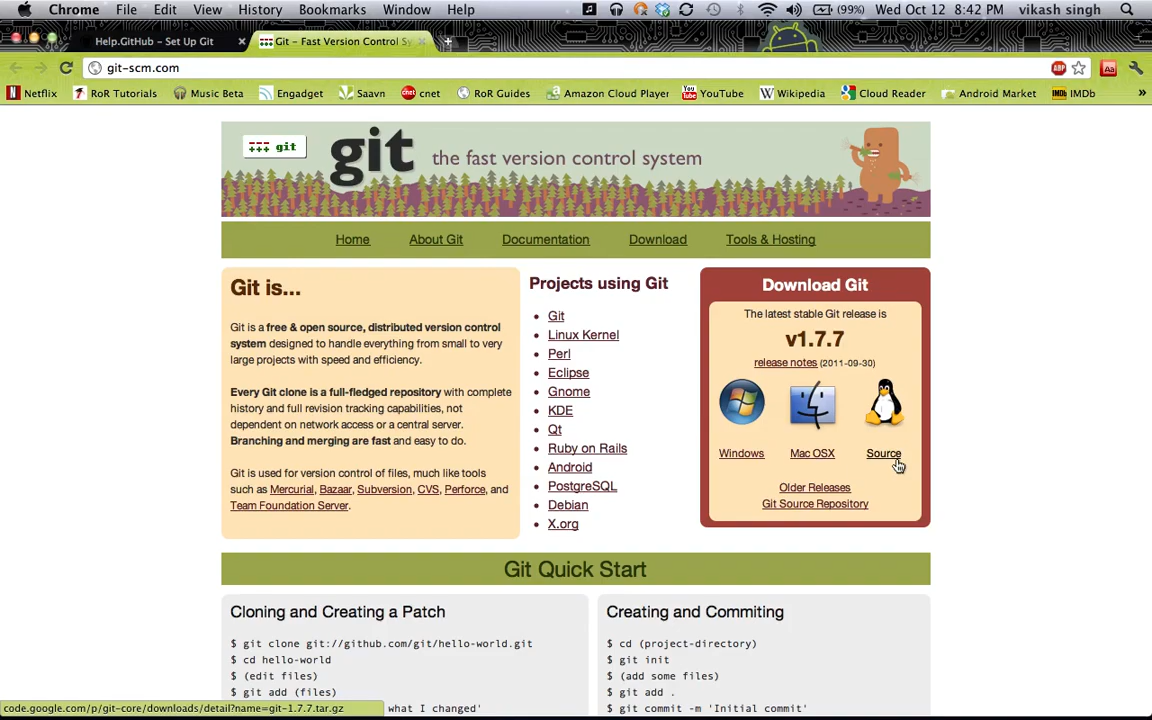 Chrome File Edit View History Bookmarks Window Help (99%) Wed Oct 12 8:42 PM vikash singh
Help.GitHub - Set Up Git
Git - Fast Version Control Sy
git-scm.com
Netflix RoR Tutorials Music Beta Engadget Saavn cnet RoR Guides Amazon Cloud Player YouTube Wikipedia Cloud Reader Android Market IMDb »
git
git the fast version control system
Home About Git Documentation Download Tools & Hosting
Git is...
Git is a free & open source, distributed version control
system designed to handle everything from small to very
large projects with speed and efficiency.
Every Git clone is a full-fledged repository with complete
history and full revision tracking capabilities, not
dependent on network access or a central server.
Branching and merging are fast and easy to do.
Git is used for version control of files, much like tools
such as Mercurial, Bazaar, Subversion, CVS, Perforce, and
Team Foundation Server.
Projects using Git
Git
Linux Kernel
Perl
Eclipse
Gnome
KDE
Qt
Ruby on Rails
Android
PostgreSQL
Debian
X.org
Download Git
The latest stable Git release is
v1.7.7
release notes (2011-09-30)
Windows Mac OSX Source
Older Releases
Git Source Repository
Git Quick Start
Cloning and Creating a Patch
$ git clone git://github.com/git/hello-world.git
$ cd hello-world
$ (edit files)
$ git add (files)
what I changed'
Creating and Commiting
$ cd (project-directory)
$ git init
$ (add some files)
$ git add .
$ git commit -m 'Initial commit'
code.google.com/p/git-core/downloads/detail?name=git-1.7.7.tar.gz